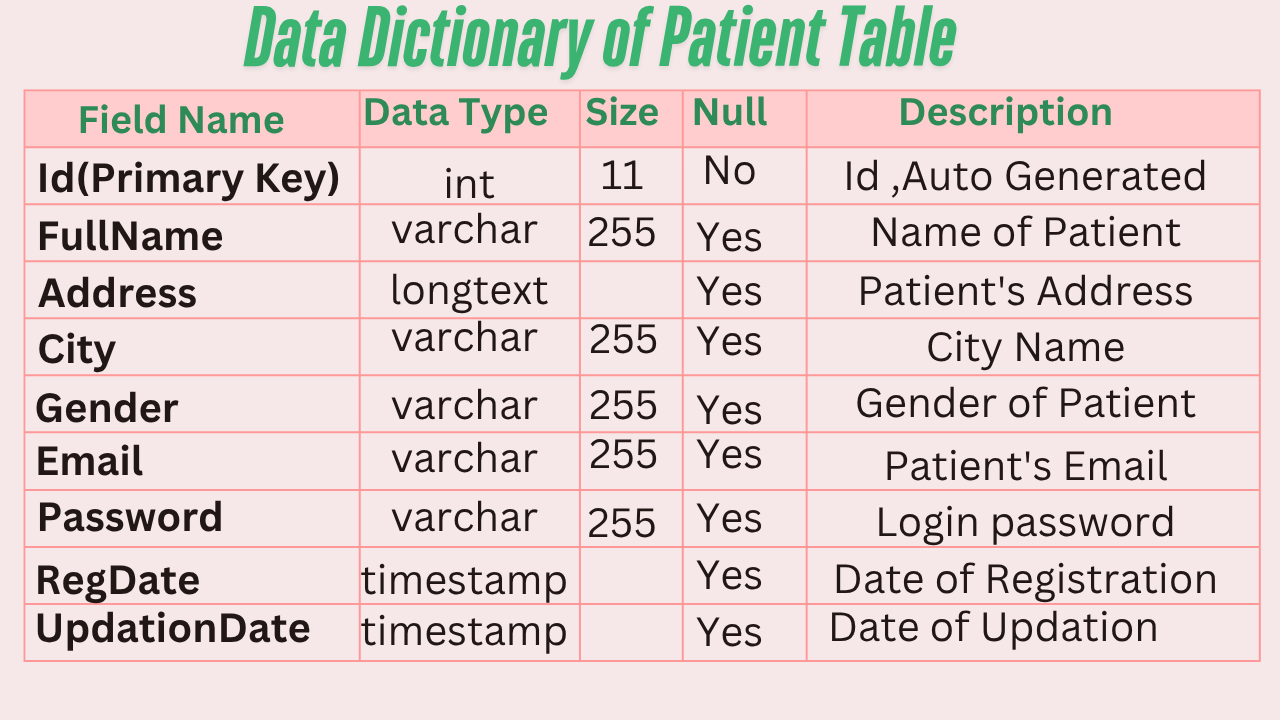 Data Dictionary of Patient Table
Field Name Data Type Size Null Description
Id(Primary Key) int 11 No Id ,Auto Generated
FullName varchar 255 Yes Name of Patient
Address longtext Yes Patient's Address
City varchar 255 Yes City Name
Gender varchar 255 Yes Gender of Patient
Email varchar 255 Yes Patient's Email
Password varchar 255 Yes Login password
RegDate timestamp Yes Date of Registration
UpdationDate timestamp Yes Date of Updation